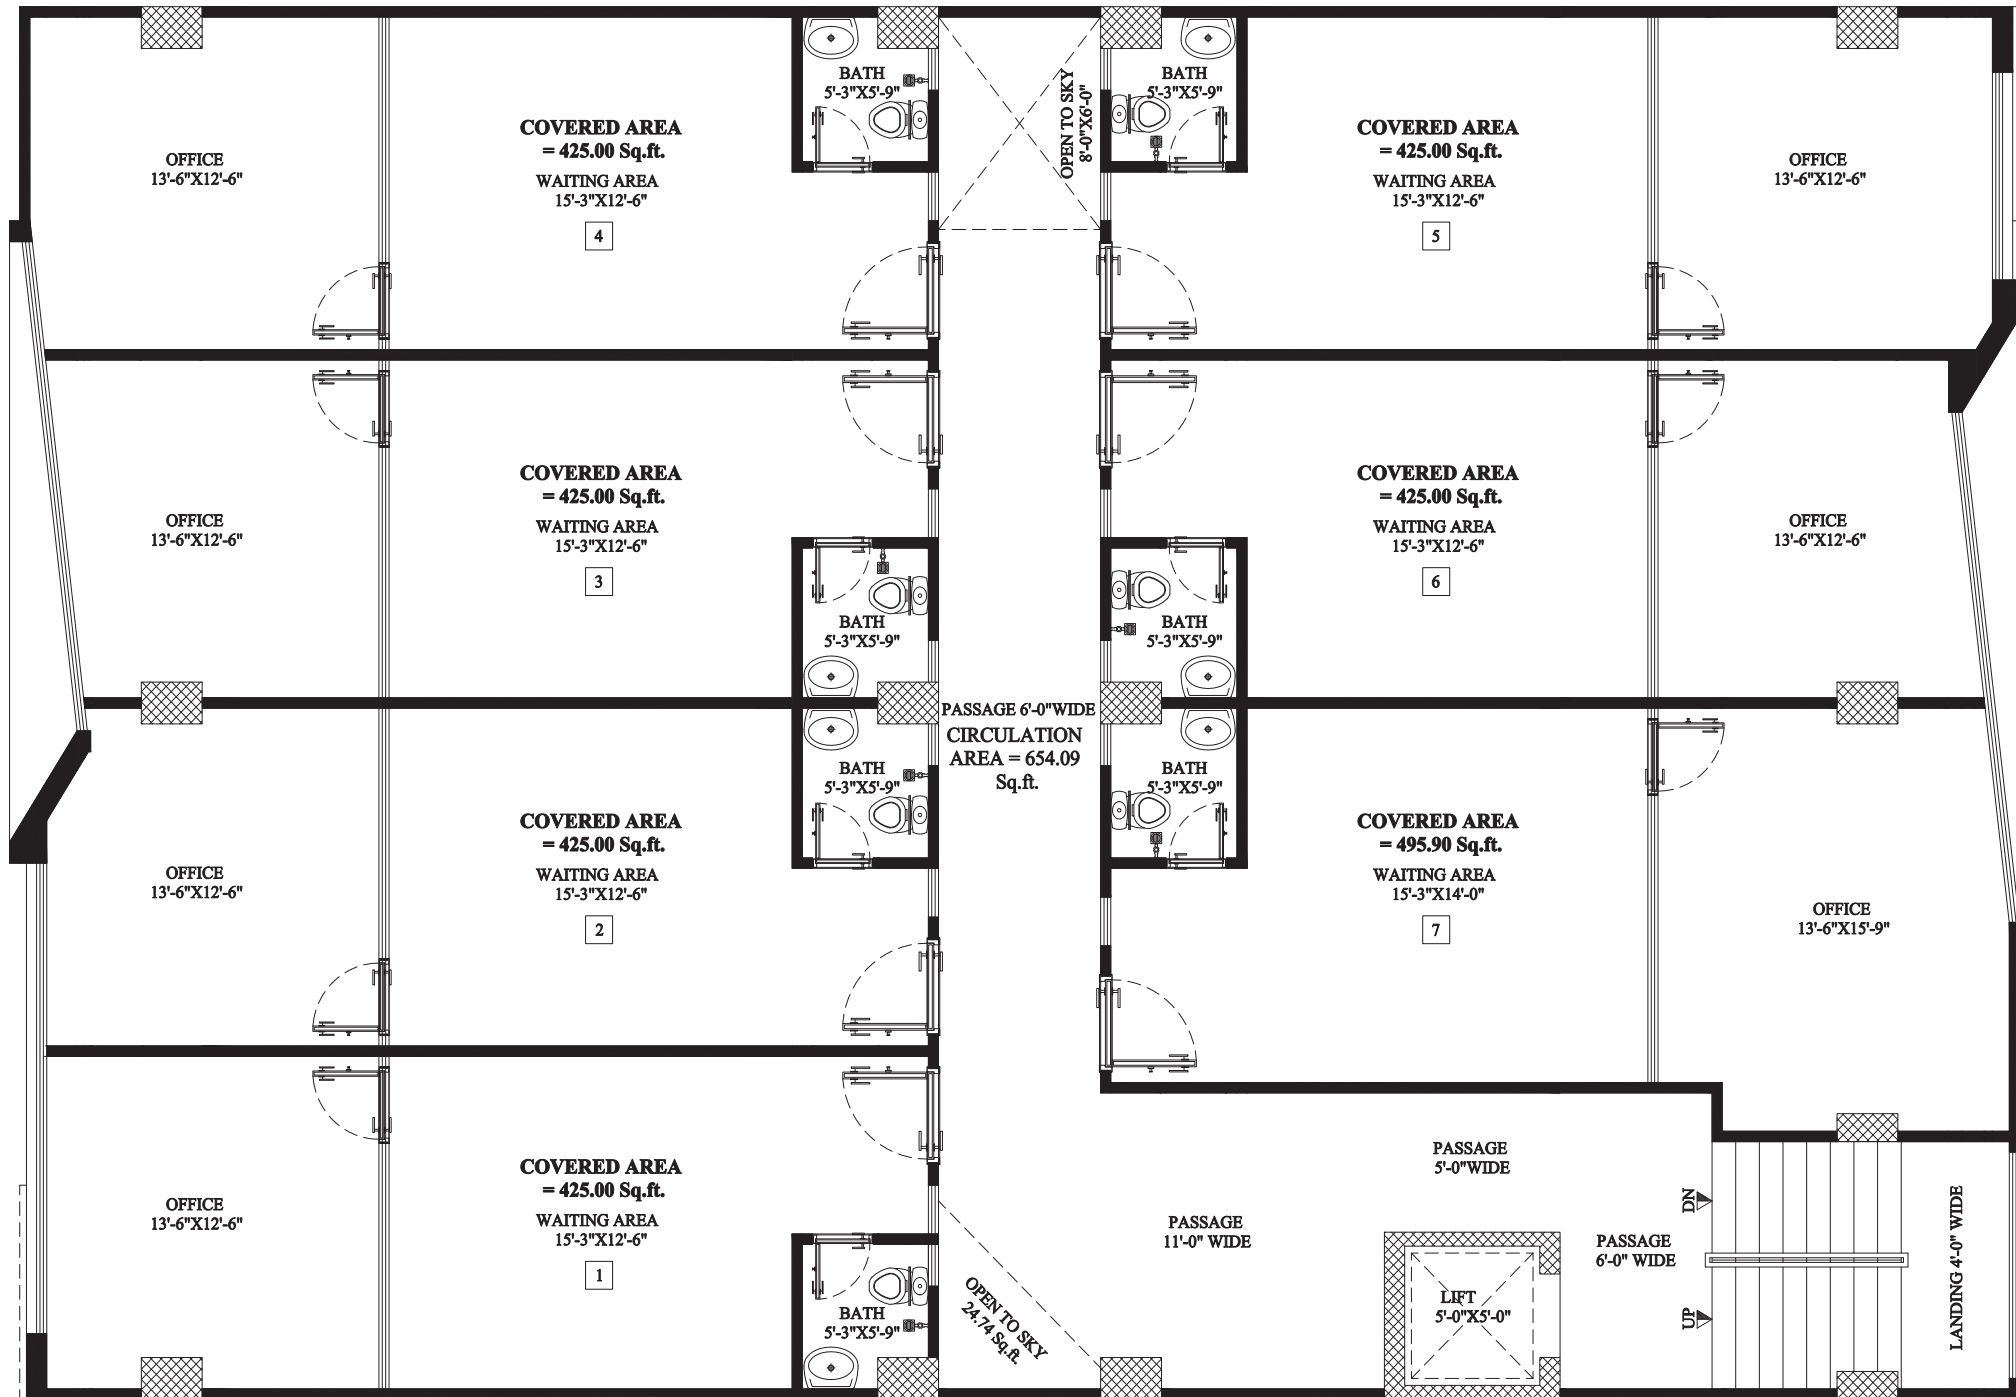 OFFICE
13'-6"X12'-6"
COVERED AREA
= 425.00 Sq.ft.
WAITING AREA
15'-3"X12'-6"
4
BATH
5'-3"X5'-9"
OPEN TO SKY
8'-0"X6'-0"
BATH
5'-3"X5'-9"
COVERED AREA
= 425.00 Sq.ft.
WAITING AREA
15'-3"X12'-6"
5
OFFICE
13'-6"X12'-6"
OFFICE
13'-6"X12'-6"
COVERED AREA
= 425.00 Sq.ft.
WAITING AREA
15'-3"X12'-6"
3
BATH
5'-3"X5'-9"
BATH
5'-3"X5'-9"
COVERED AREA
= 425.00 Sq.ft.
WAITING AREA
15'-3"X12'-6"
6
OFFICE
13'-6"X12'-6"
PASSAGE 6'-0"WIDE
CIRCULATION
AREA = 654.09
Sq.ft.
OFFICE
13'-6"X12'-6"
COVERED AREA
= 425.00 Sq.ft.
WAITING AREA
15'-3"X12'-6"
2
BATH
5'-3"X5'-9"
BATH
5'-3"X5'-9"
COVERED AREA
= 495.90 Sq.ft.
WAITING AREA
15'-3"X14'-0"
7
OFFICE
13'-6"X15'-9"
OFFICE
13'-6"X12'-6"
COVERED AREA
= 425.00 Sq.ft.
WAITING AREA
15'-3"X12'-6"
1
BATH
5'-3"X5'-9"
OPEN TO SKY
24.74 Sq.ft.
PASSAGE
11'-0" WIDE
PASSAGE
5'-0"WIDE
LIFT
5'-0"X5'-0"
PASSAGE
6'-0" WIDE
DN
UP
LANDING 4'-0" WIDE